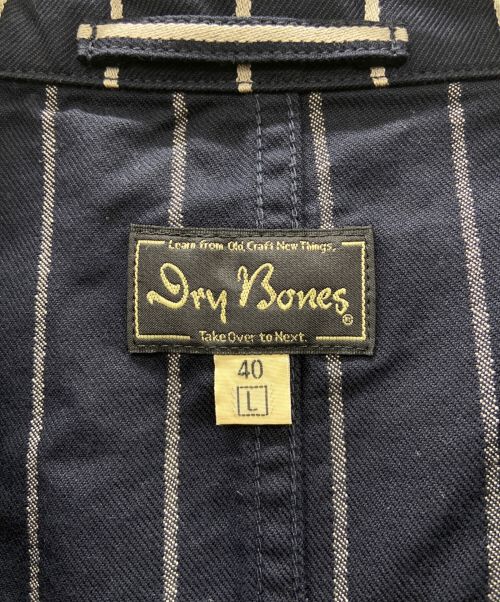 Learn from Old, Craft New Things.
Dry Bones®
Take Over to Next.
40
L